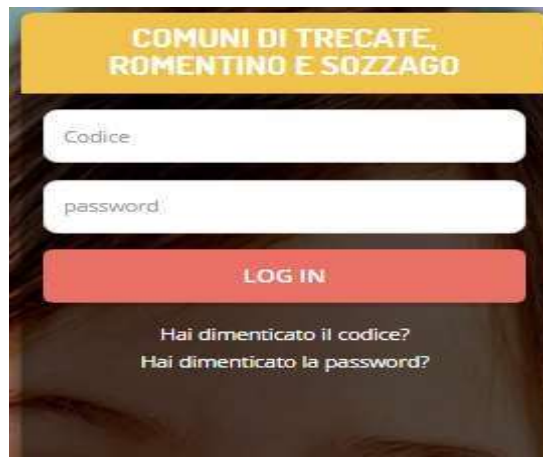 COMUNI DI TRECATE,
ROMENTINO E SOZZAGO
Codice
password
LOG IN
Hai dimenticato il codice?
Hai dimenticato la password?